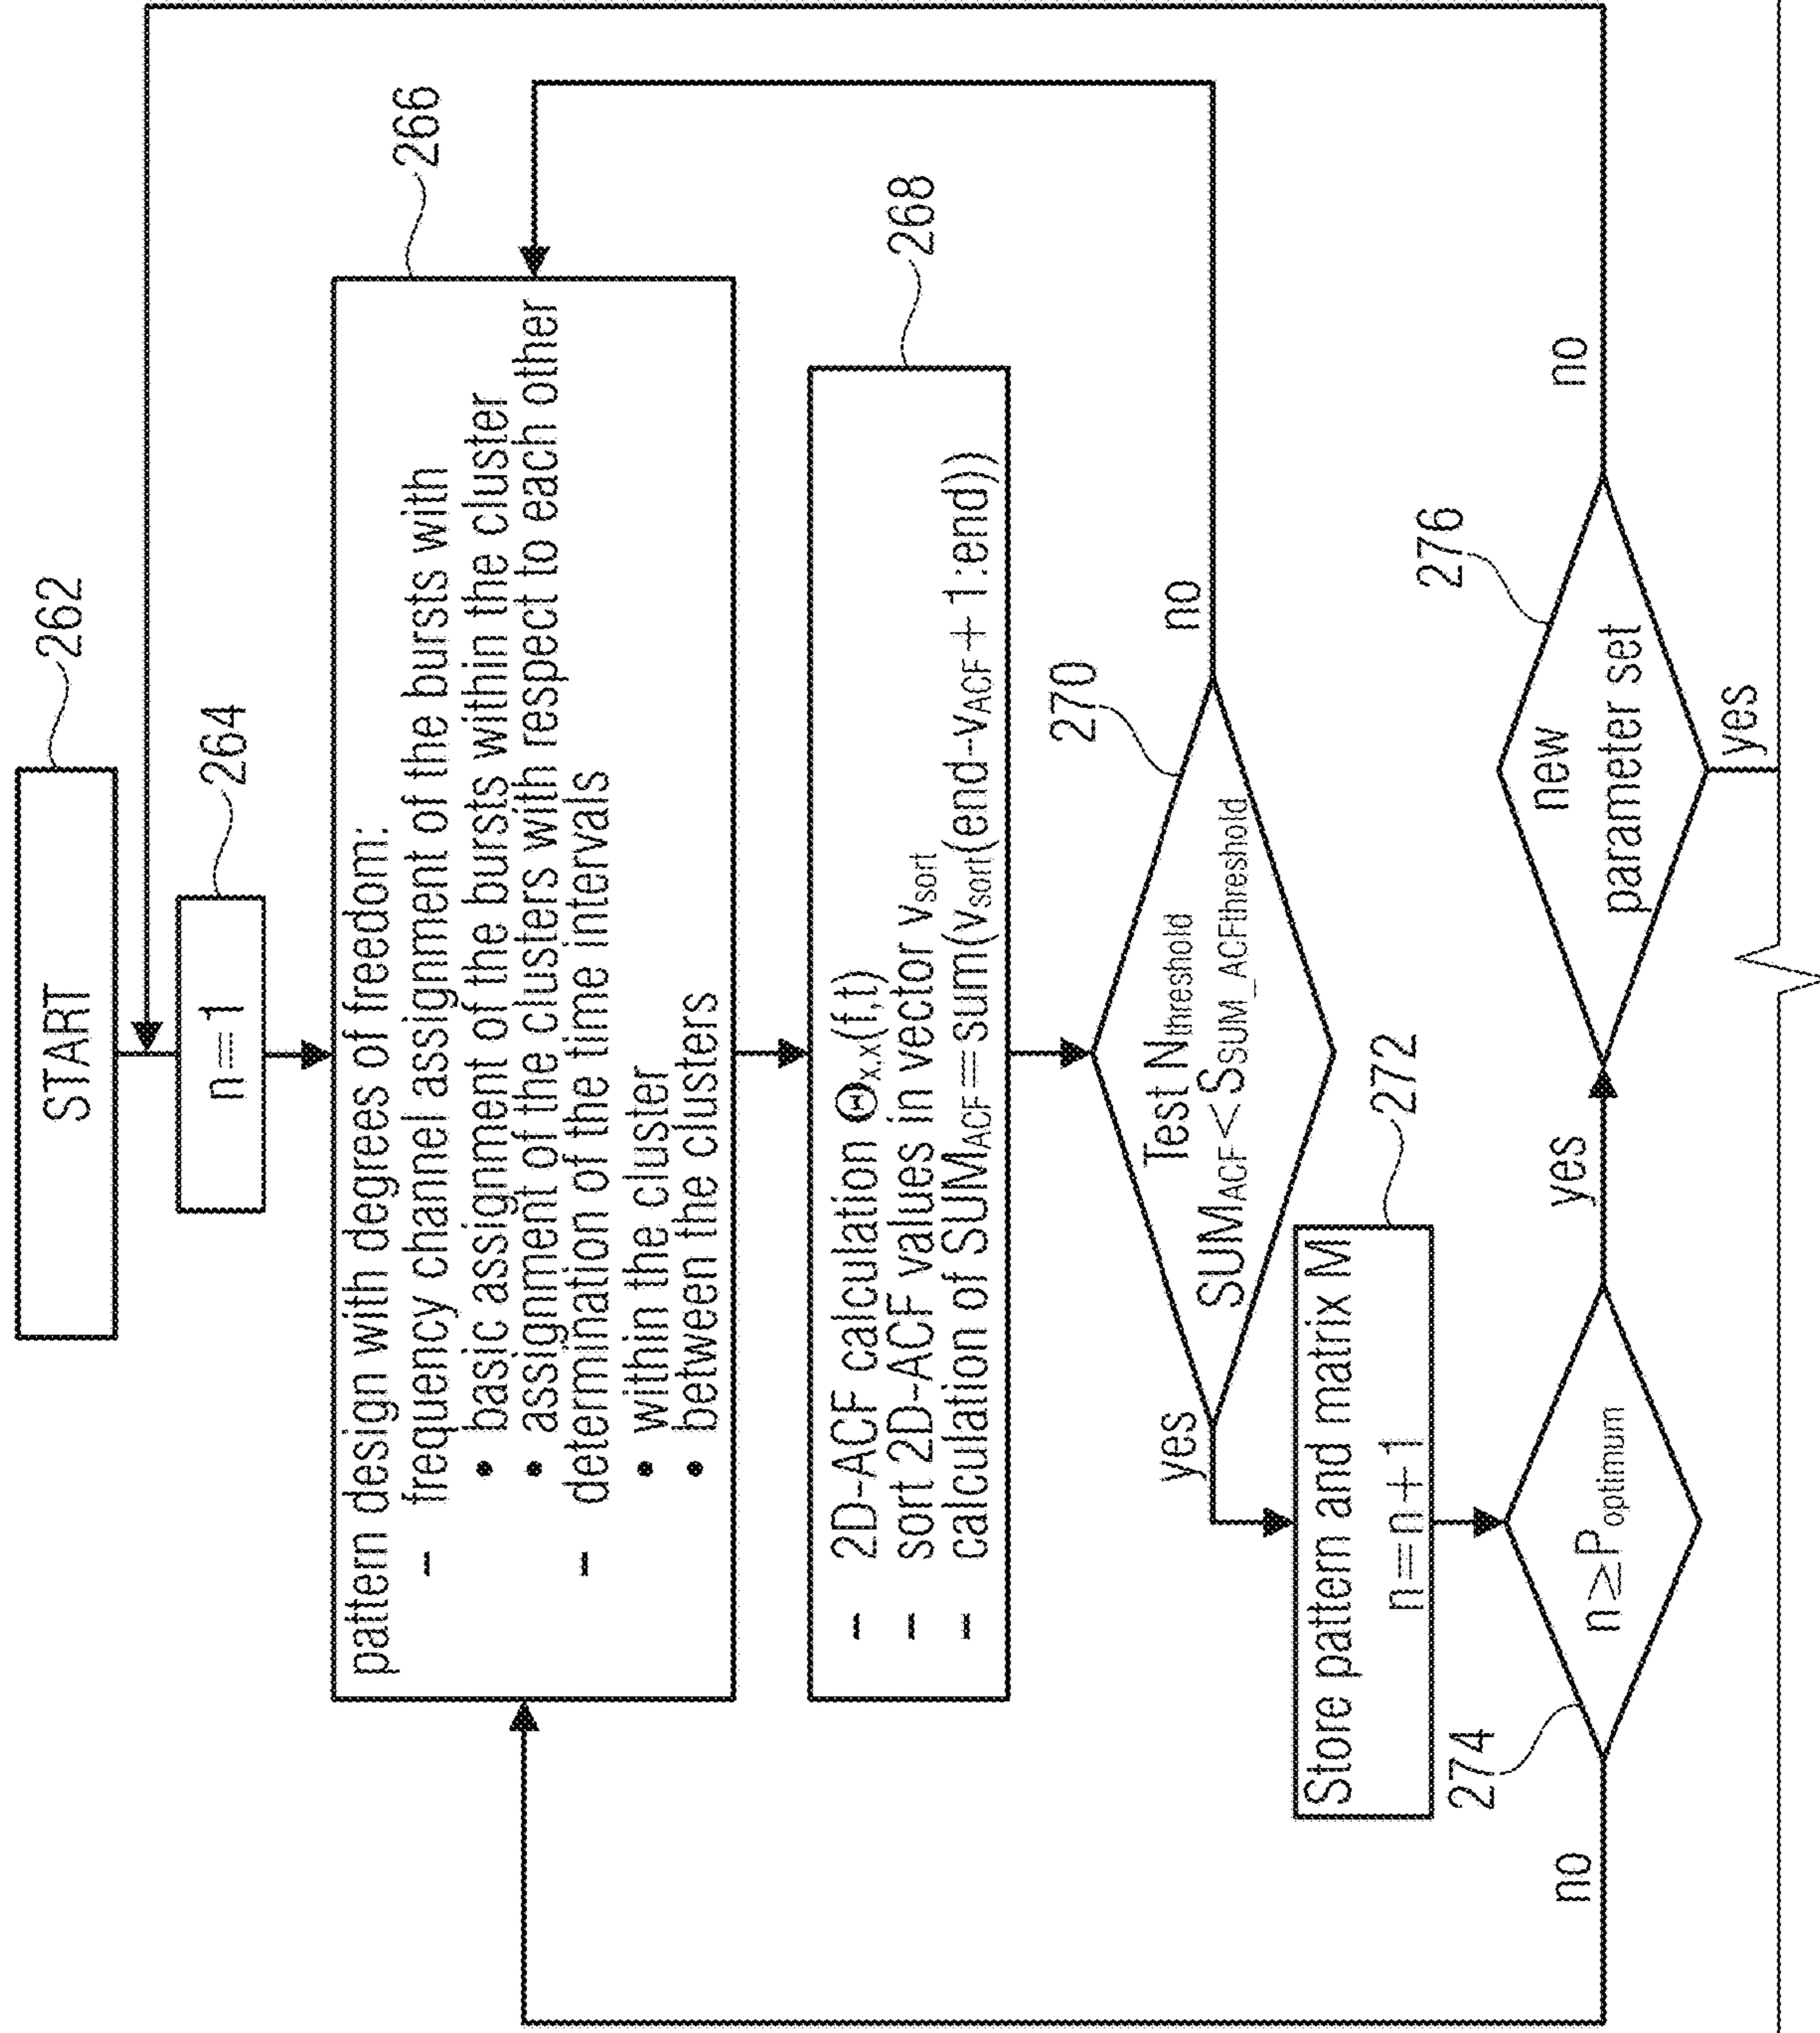 START
262
n=1
264
pattern design with degrees of freedom:
266
- frequency channel assignment of the bursts with
• basic assignment of the bursts within the cluster
• assignment of the clusters with respect to each other
- determination of the time intervals
• within the cluster
• between the clusters
268
- 2D-ACF calculation Θx,x(f,t)
- sort 2D-ACF values in vector vsort
- calculation of SUMACF=sum(vsort(end-vACF+1:end))
270
Test Nthreshold
SUMACF<SSUM_ACFthreshold
yes
no
272
Store pattern and matrix M
n=n+1
274
n≥Poptimum
no
yes
276
new
parameter set
no
yes